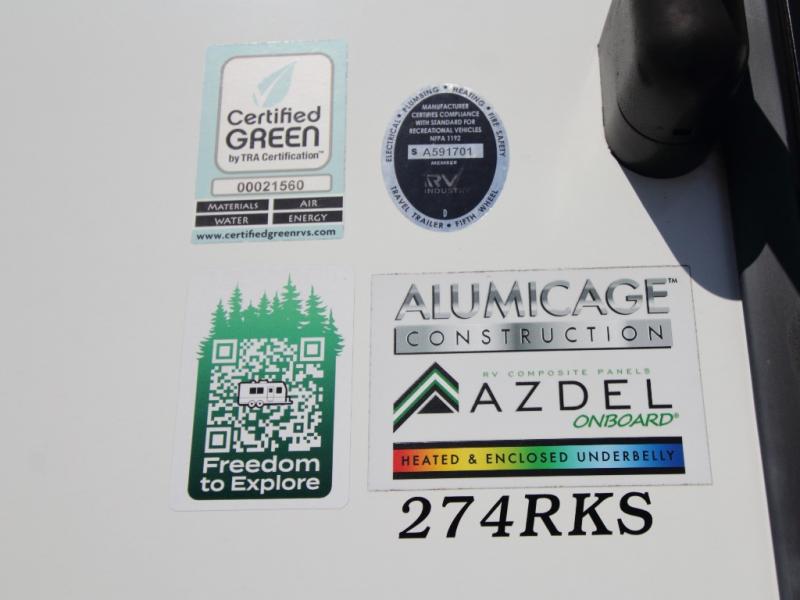 Certified
GREEN
by TRA Certification™
00021560
MATERIALS AIR
WATER ENERGY
www.certifiedgreenrvs.com
ELECTRICAL • PLUMBING • HEATING • FIRE SAFETY
MANUFACTURER
CERTIFIES COMPLIANCE
WITH STANDARD FOR
RECREATIONAL VEHICLES
NFPA 1192
S A591701
MEMBER
RV
INDUSTRY
D
TRAVEL TRAILER • FIFTH WHEEL
Freedom
to Explore
ALUMICAGE™
CONSTRUCTION
RV COMPOSITE PANELS
AZDEL
ONBOARD®
HEATED & ENCLOSED UNDERBELLY
274RKS